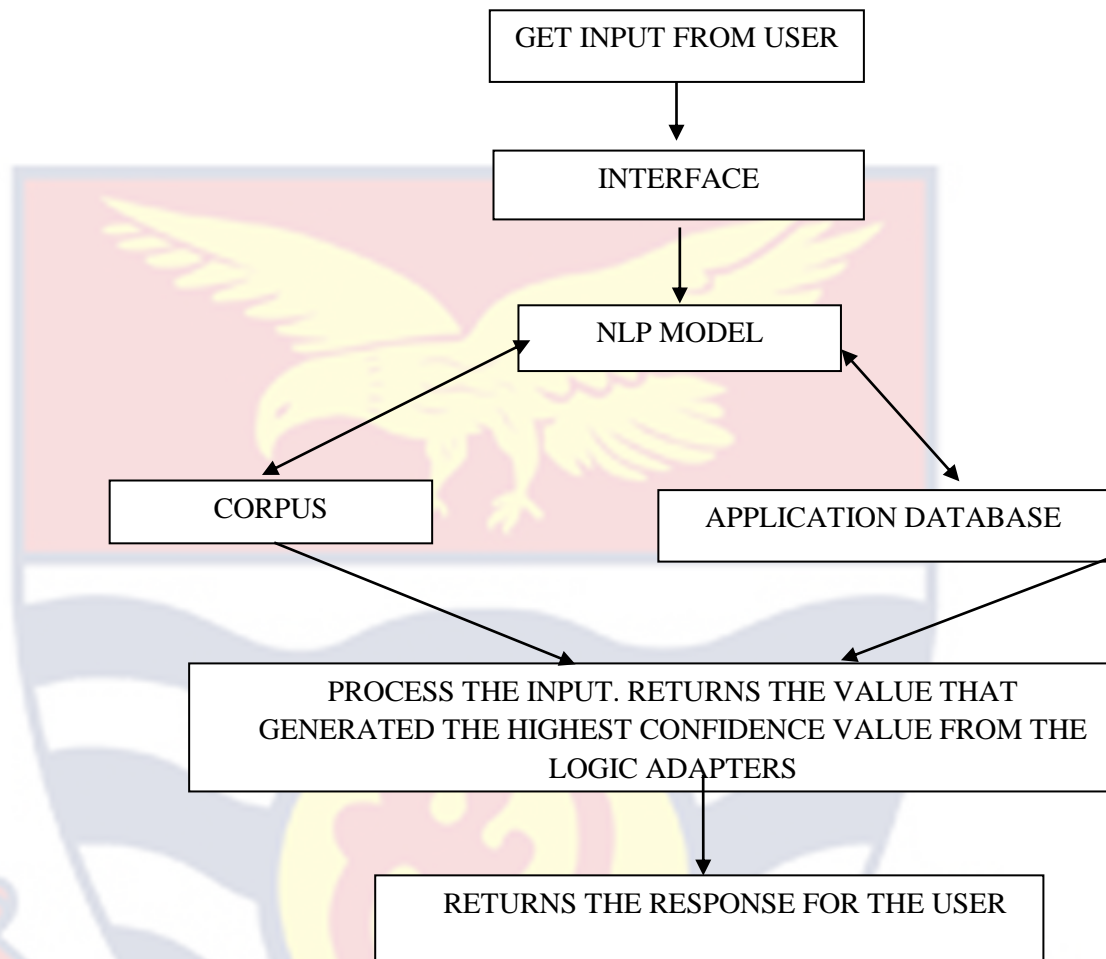 GET INPUT FROM USER
INTERFACE
NLP MODEL
CORPUS
APPLICATION DATABASE
PROCESS THE INPUT. RETURNS THE VALUE THAT
GENERATED THE HIGHEST CONFIDENCE VALUE FROM THE
LOGIC ADAPTERS
RETURNS THE RESPONSE FOR THE USER